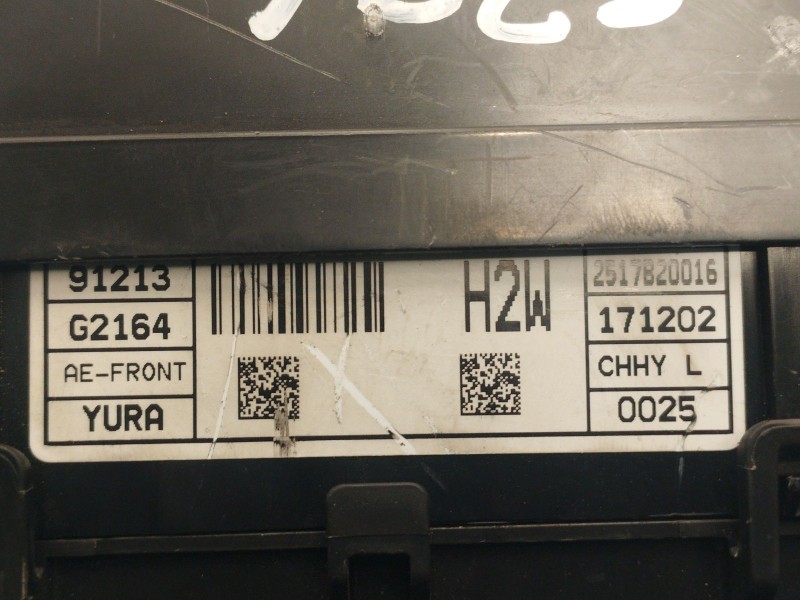 91213
G2164
AE-FRONT
YURA
H2W
2517B20016
171202
CHHY L
0025